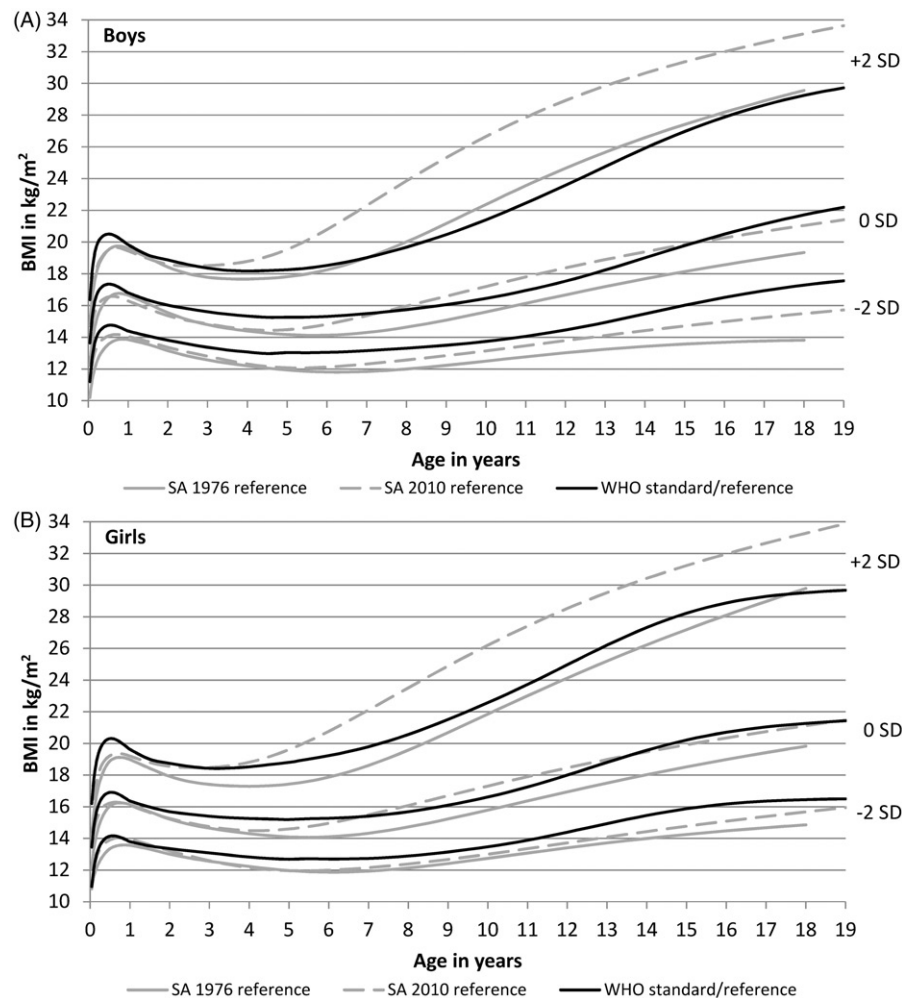 (A)
Boys
BMI in kg/m²
34
32
30
28
26
24
22
20
18
16
14
12
10
+2 SD
0 SD
-2 SD
0 1 2 3 4 5 6 7 8 9 10 11 12 13 14 15 16 17 18 19
Age in years
SA 1976 reference SA 2010 reference WHO standard/reference
(B)
Girls
BMI in kg/m²
34
32
30
28
26
24
22
20
18
16
14
12
10
+2 SD
0 SD
-2 SD
0 1 2 3 4 5 6 7 8 9 10 11 12 13 14 15 16 17 18 19
Age in years
SA 1976 reference SA 2010 reference WHO standard/reference